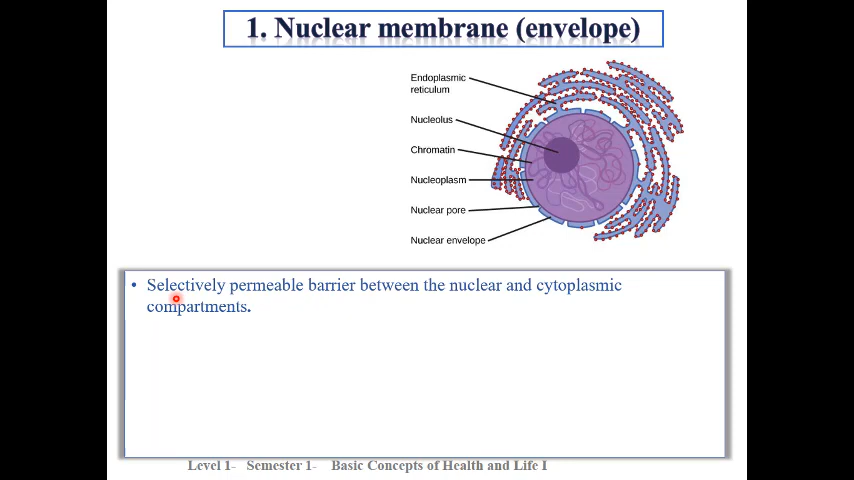 1. Nuclear membrane (envelope)
Endoplasmic
reticulum
Nucleolus
Chromatin
Nucleoplasm
Nuclear pore
Nuclear envelope
• Selectively permeable barrier between the nuclear and cytoplasmic
compartments.
Level 1- Semester 1- Basic Concepts of Health and Life I